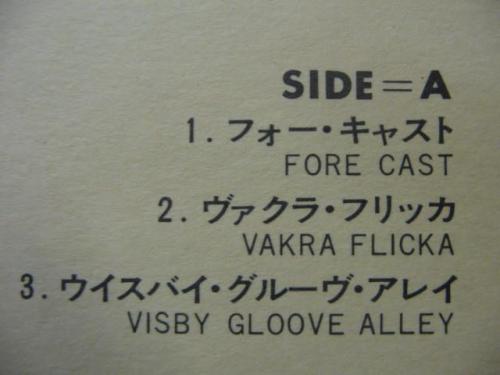 SIDE=A
1. フォー・キャスト
FORE CAST
2. ヴァクラ・フリッカ
VAKRA FLICKA
3. ウイスバイ・グルーヴ・アレイ
VISBY GLOOVE ALLEY